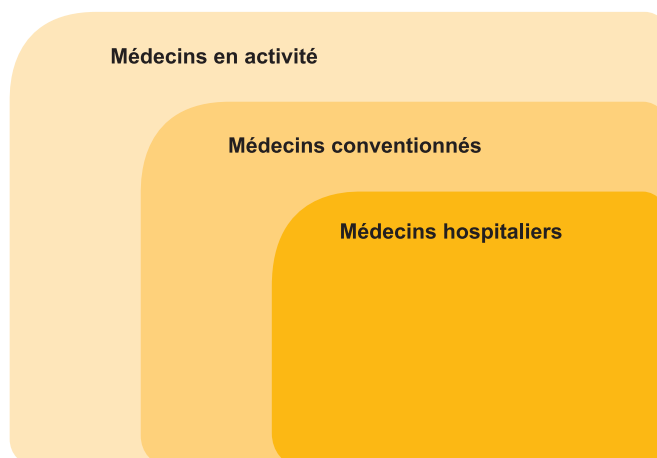 Médecins en activité
Médecins conventionnés
Médecins hospitaliers